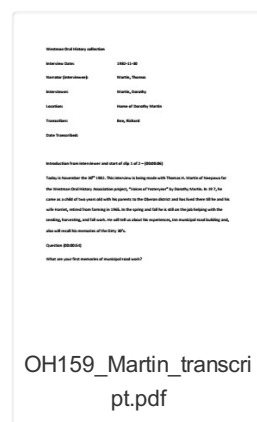 Westman Oral History collection
Interview Date: 1982-11-30
Narrator (interviewee): Martin, Thomas
Interviewer: Martin, Dorothy
Location: Home of Dorothy Martin
Transcriber: Richard
Date Transcribed:
Introduction from interviewer and start of clip 1 of 2 – (00:00:06)
Today is November the 30th 1982. This interview is being made with Thomas H. Martin of Neepawa for
the Westman Oral History Association project, "Voices of Yesteryear" by Dorothy Martin. In he
came as a child of two years old with his parents to the district and has lived there till he and his
wife Harriet, retired from farming in 1966. In the spring and fall he is still on the job helping with the
seeding, harvesting, and fall work. He will tell us about his experiences, on municipal road building and,
also will recall his memories of the Dirty 30's.
Question (00:00:54)
What are your first memories of municipal road work?
OH159_Martin_transcri
pt.pdf